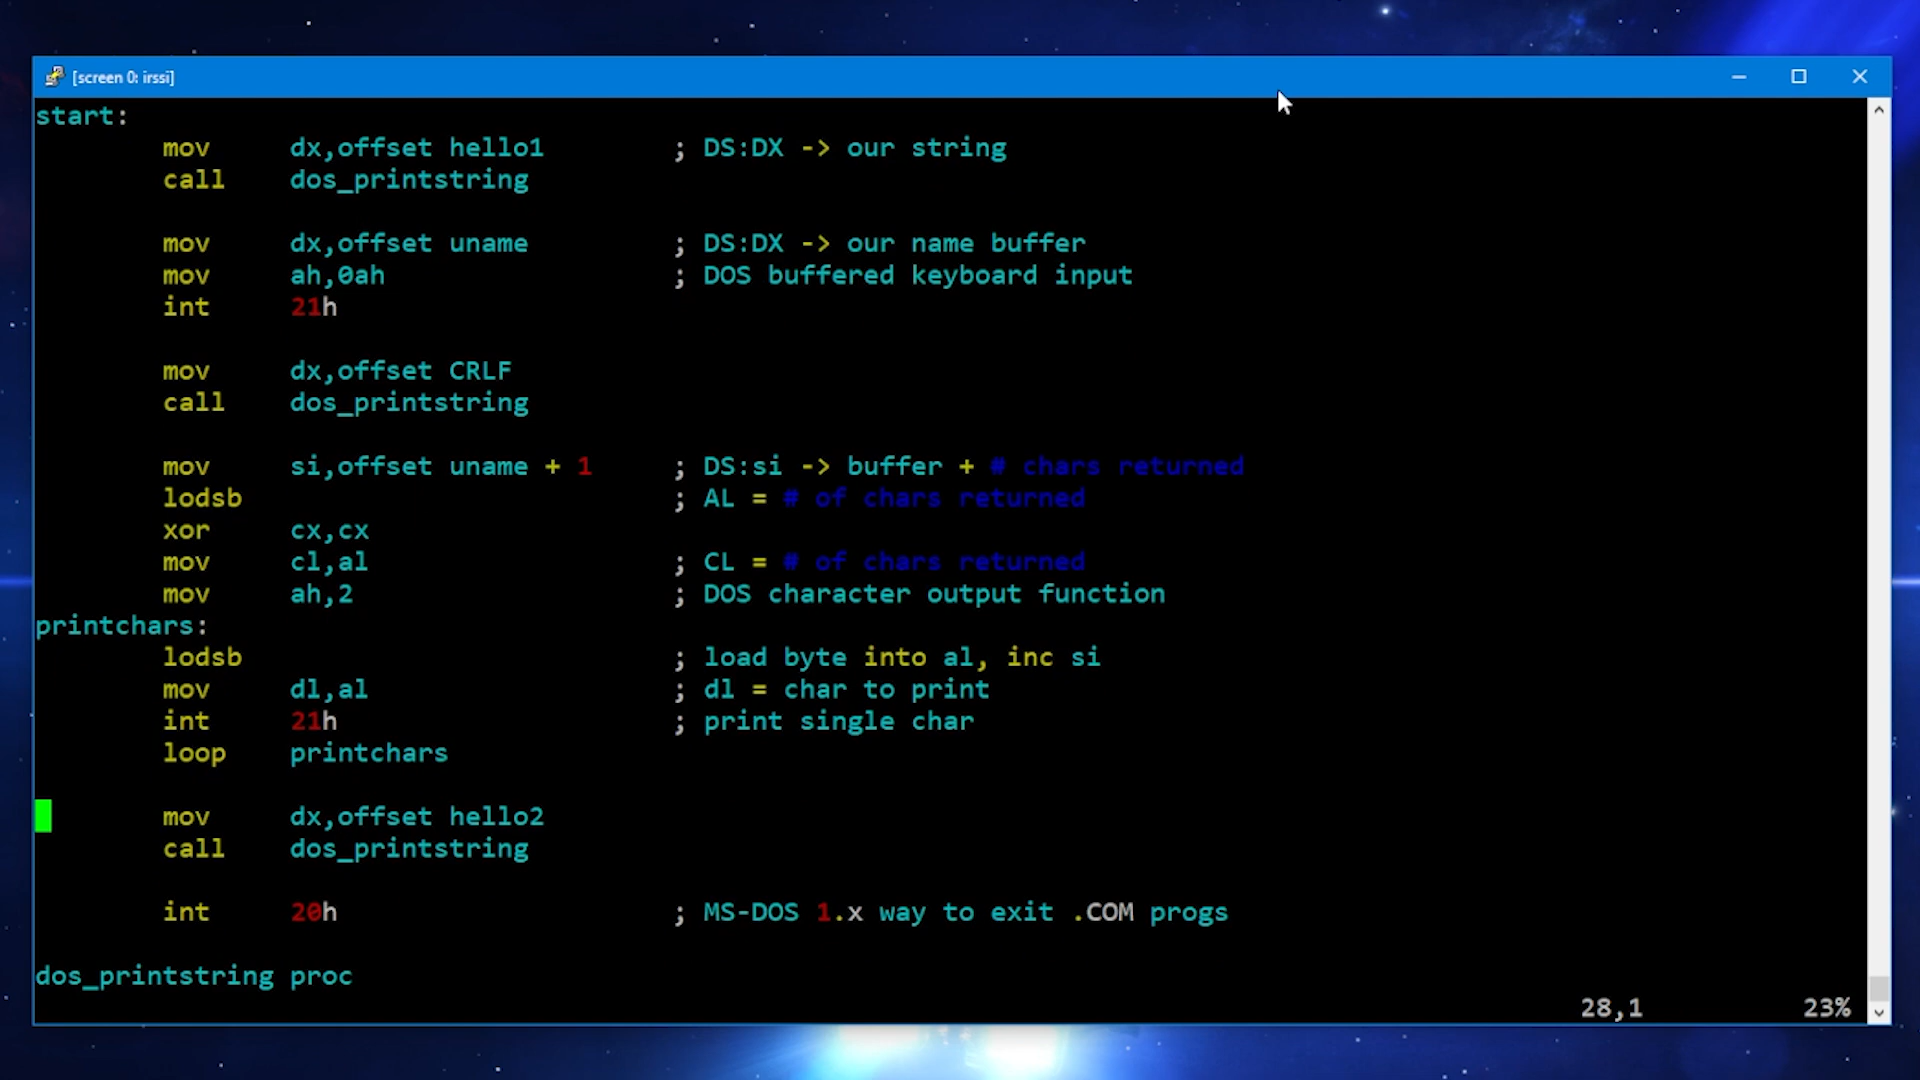 [screen 0: irssi]
start:
mov dx,offset hello1 ; DS:DX -> our string
call dos_printstring
mov dx,offset uname ; DS:DX -> our name buffer
mov ah,0ah ; DOS buffered keyboard input
int 21h
mov dx,offset CRLF
call dos_printstring
mov si,offset uname + 1 ; DS:si -> buffer + # chars returned
lodsb ; AL = # of chars returned
xor cx,cx
mov cl,al ; CL = # of chars returned
mov ah,2 ; DOS character output function
printchars:
lodsb ; load byte into al, inc si
mov dl,al ; dl = char to print
int 21h ; print single char
loop printchars
mov dx,offset hello2
call dos_printstring
int 20h ; MS-DOS 1.x way to exit .COM progs
dos_printstring proc
28,1 23%